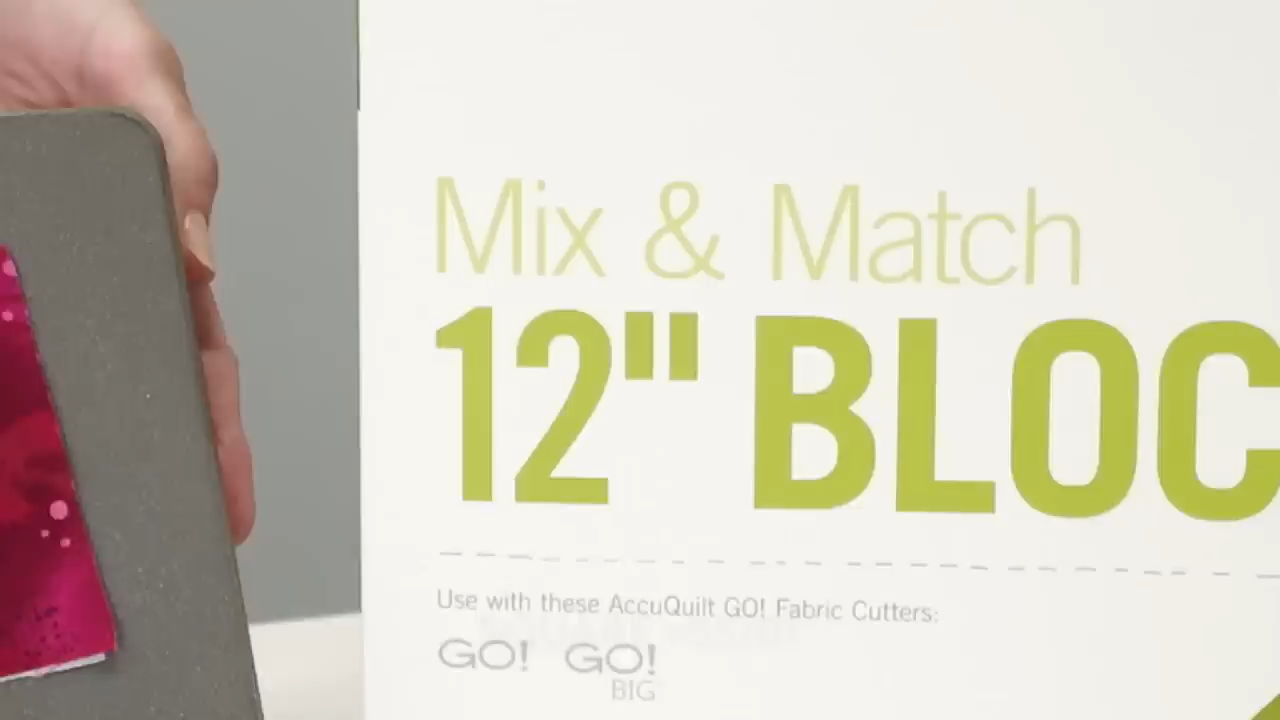 Mix & Match
12" BLOC
Use with these AccuQuilt GO! Fabric Cutters:
GO! GO!
BIG